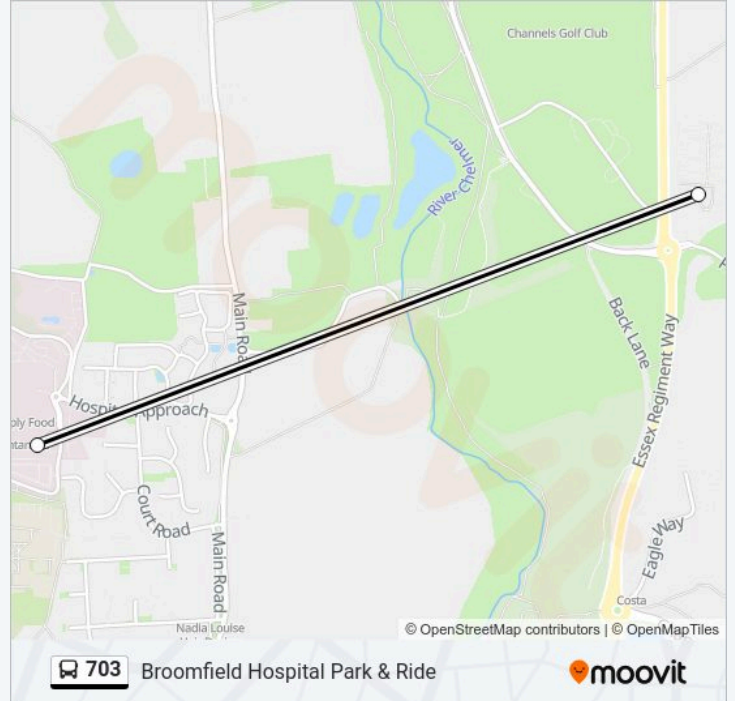 Channels Golf Club
River Chelmer
Main Road
Back Lane
Essex Regiment Way
Hospital Approach
Food
Court Road
Main Road
Eagle Way
Costa
Nadia Louise
© OpenStreetMap contributors | © OpenMapTiles
703 Broomfield Hospital Park & Ride
moovit